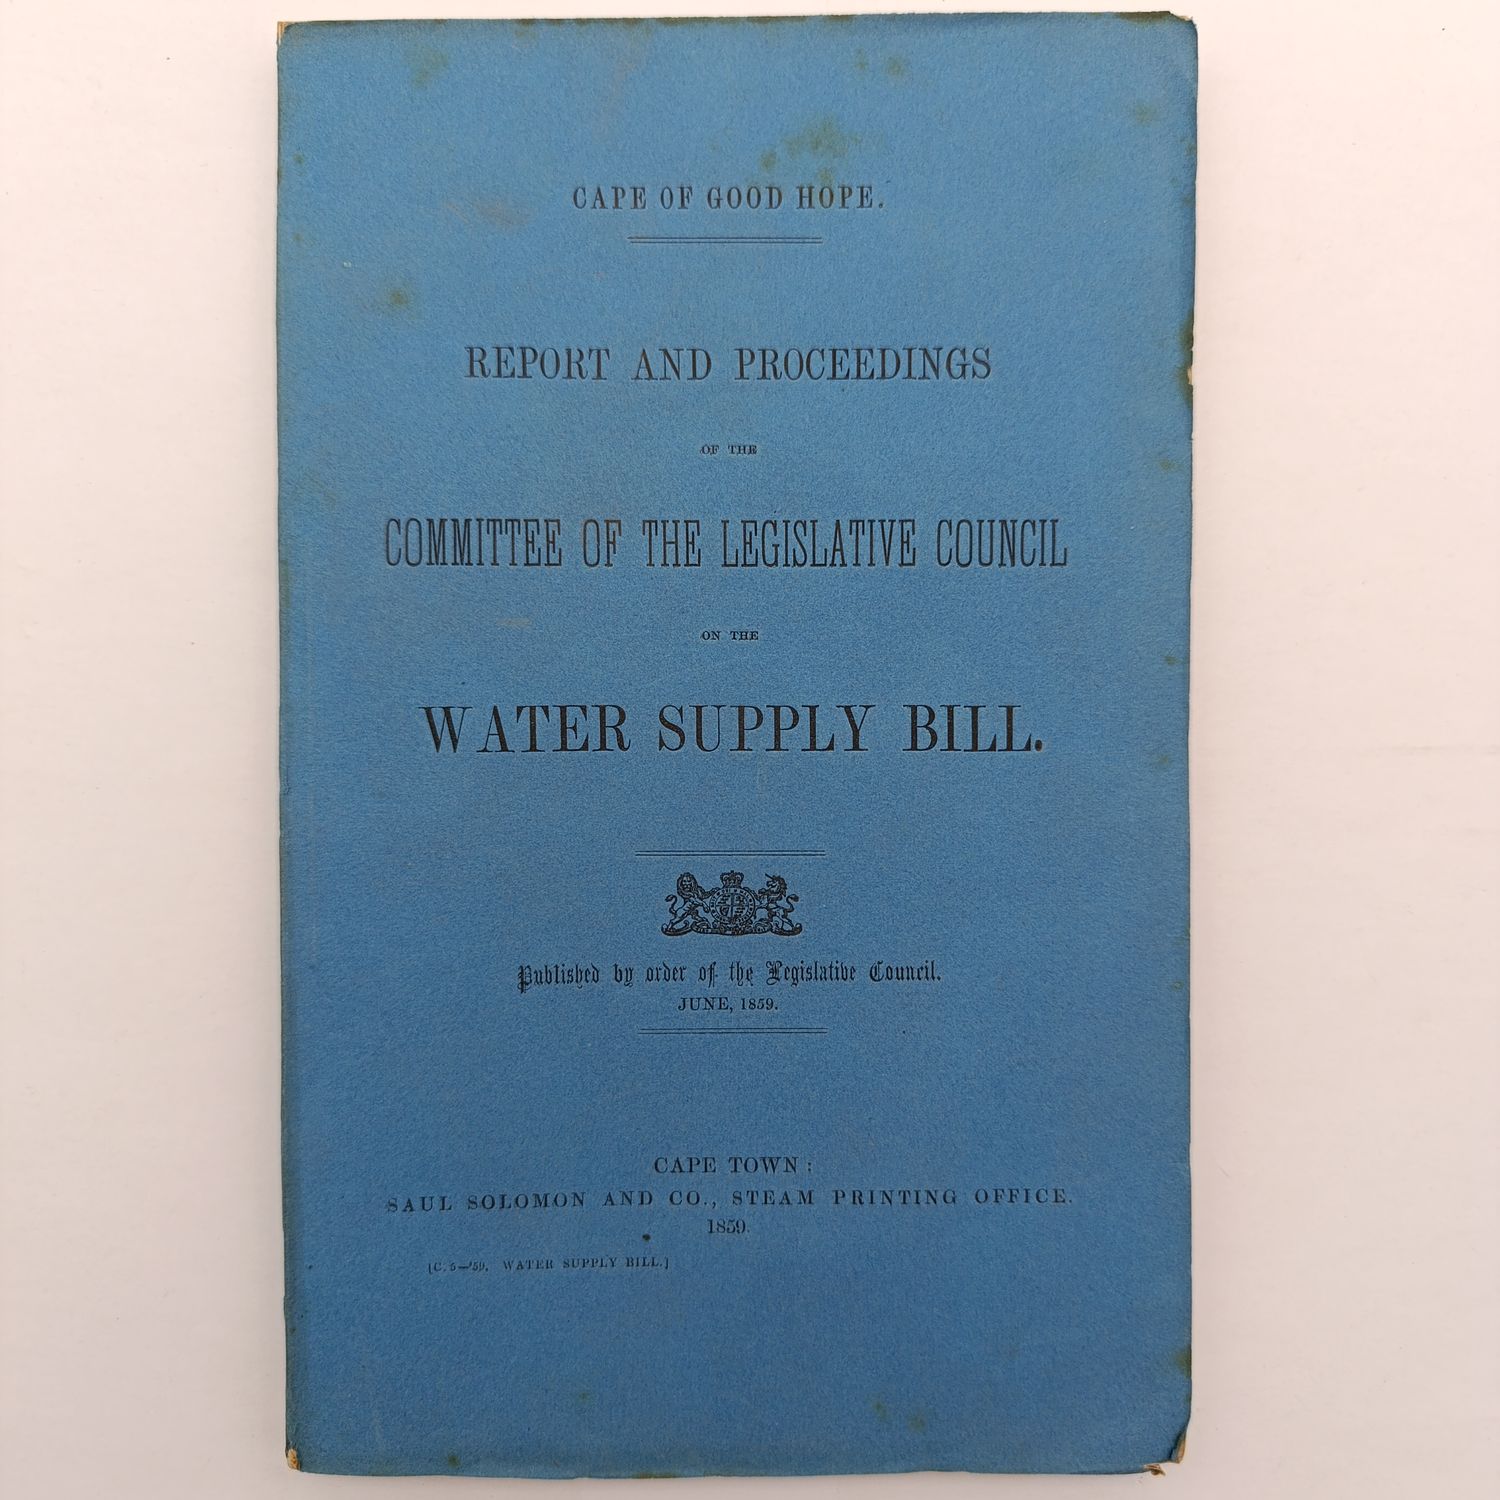 CAPE OF GOOD HOPE.
REPORT AND PROCEEDINGS
OF THE
COMMITTEE OF THE LEGISLATIVE COUNCIL
ON THE
WATER SUPPLY BILL.
Published by order of the Legislative Council.
JUNE, 1859.
CAPE TOWN:
SAUL SOLOMON AND CO., STEAM PRINTING OFFICE.
1859.
[C. 5—'59. WATER SUPPLY BILL.]